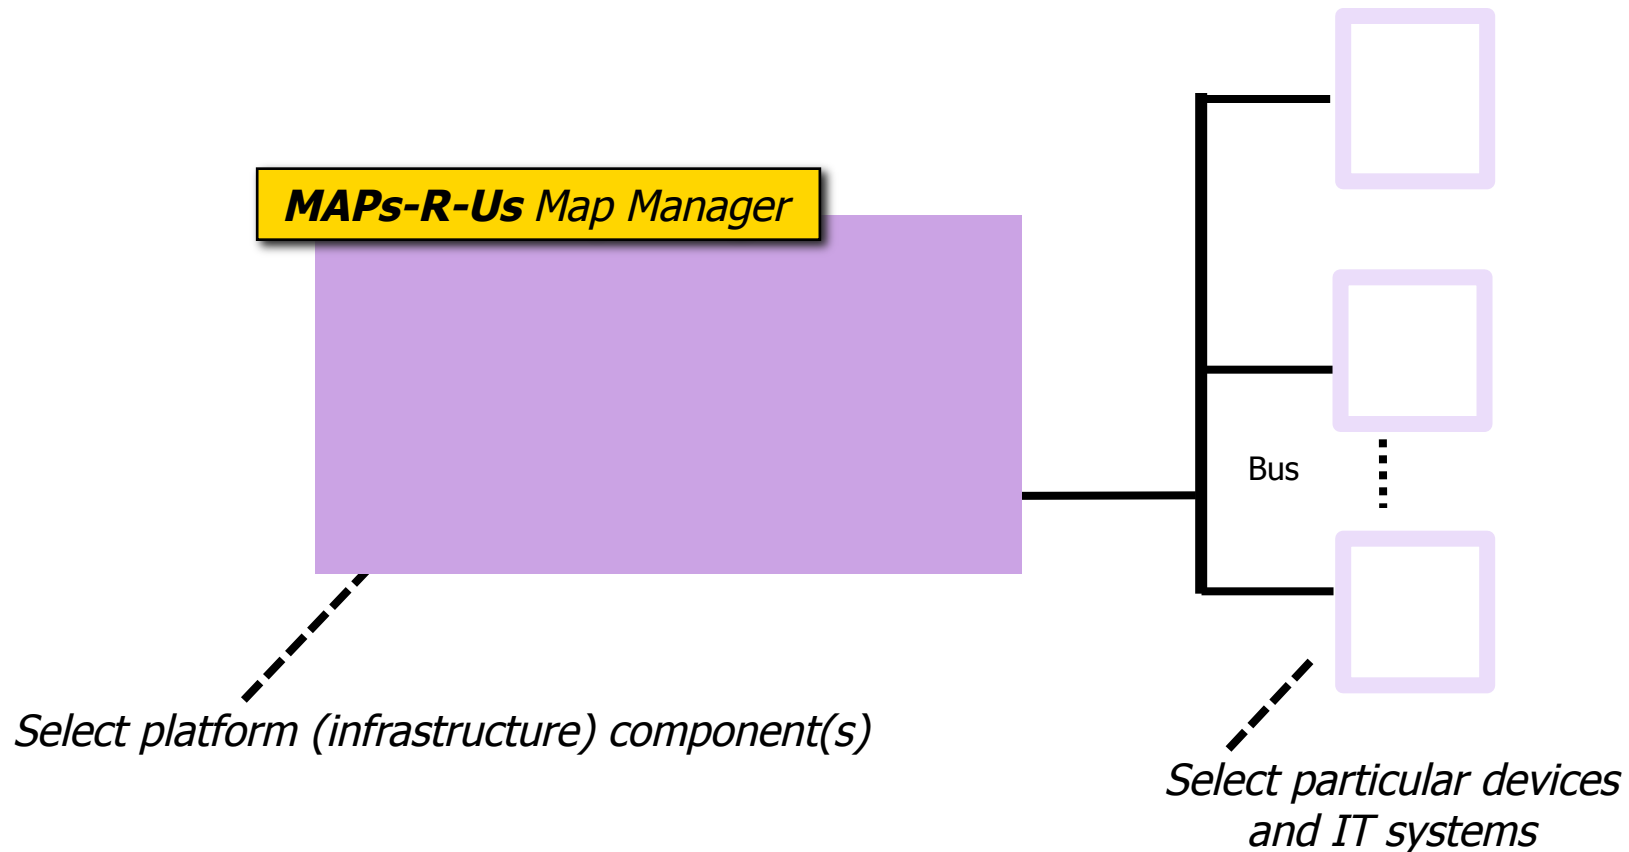 MAPs-R-Us Map Manager
Bus
Select platform (infrastructure) component(s)
Select particular devices
and IT systems